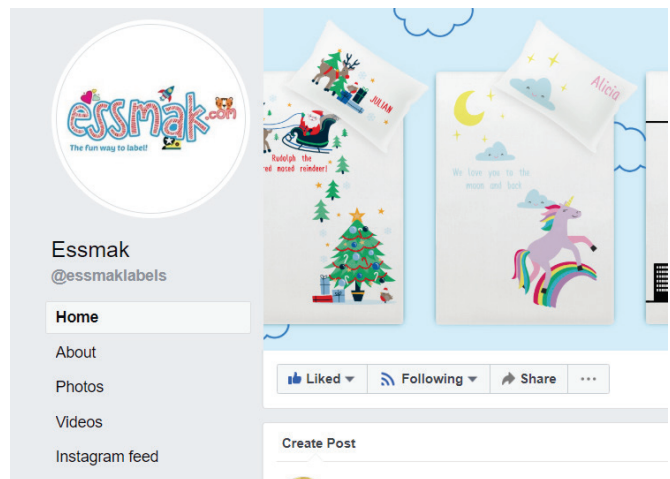 essmak.com
The fun way to label!
Essmak
@essmaklabels
Home
About
Photos
Videos
Instagram feed
JULIAN
Rudolph the
red nosed reindeer!
Alicia
We love you to the
moon and back
Liked
Following
Share
Create Post